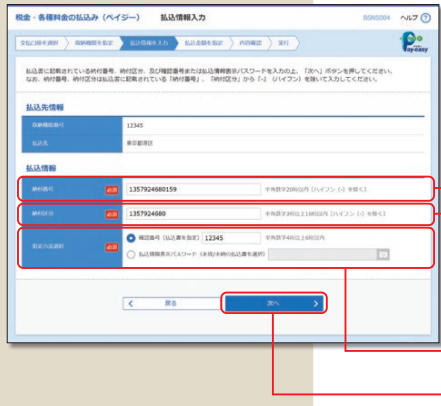 税金・各種料金の払込み（ペイジー） 払込情報入力 BSNS004 ヘルプ ?
支払口座を選択 収納機関を指定 払込情報を入力 払込金額を指定 内容確認 実行
Pay-easy
払込書に記載されている納付番号、納付区分、及び確認番号または払込情報表示パスワードを入力の上、「次へ」ボタンを押してください。
なお、納付番号、納付区分は払込書に記載されている「納付番号」、「納付区分」から「-」（ハイフン）を除いて入力してください。
払込先情報
収納機関番号 12345
払込先 東京都港区
払込情報
納付番号 必須 1357924680159 半角数字20桁以内［ハイフン（-）を除く］
納付区分 必須 1357924680 半角数字3桁以上16桁以内［ハイフン（-）を除く］
指定方法選択 必須 確認番号（払込書を指定） 12345 半角数字4桁以上6桁以内
払込情報表示パスワード（未現/未納の払込書を選択）
戻る 次へ